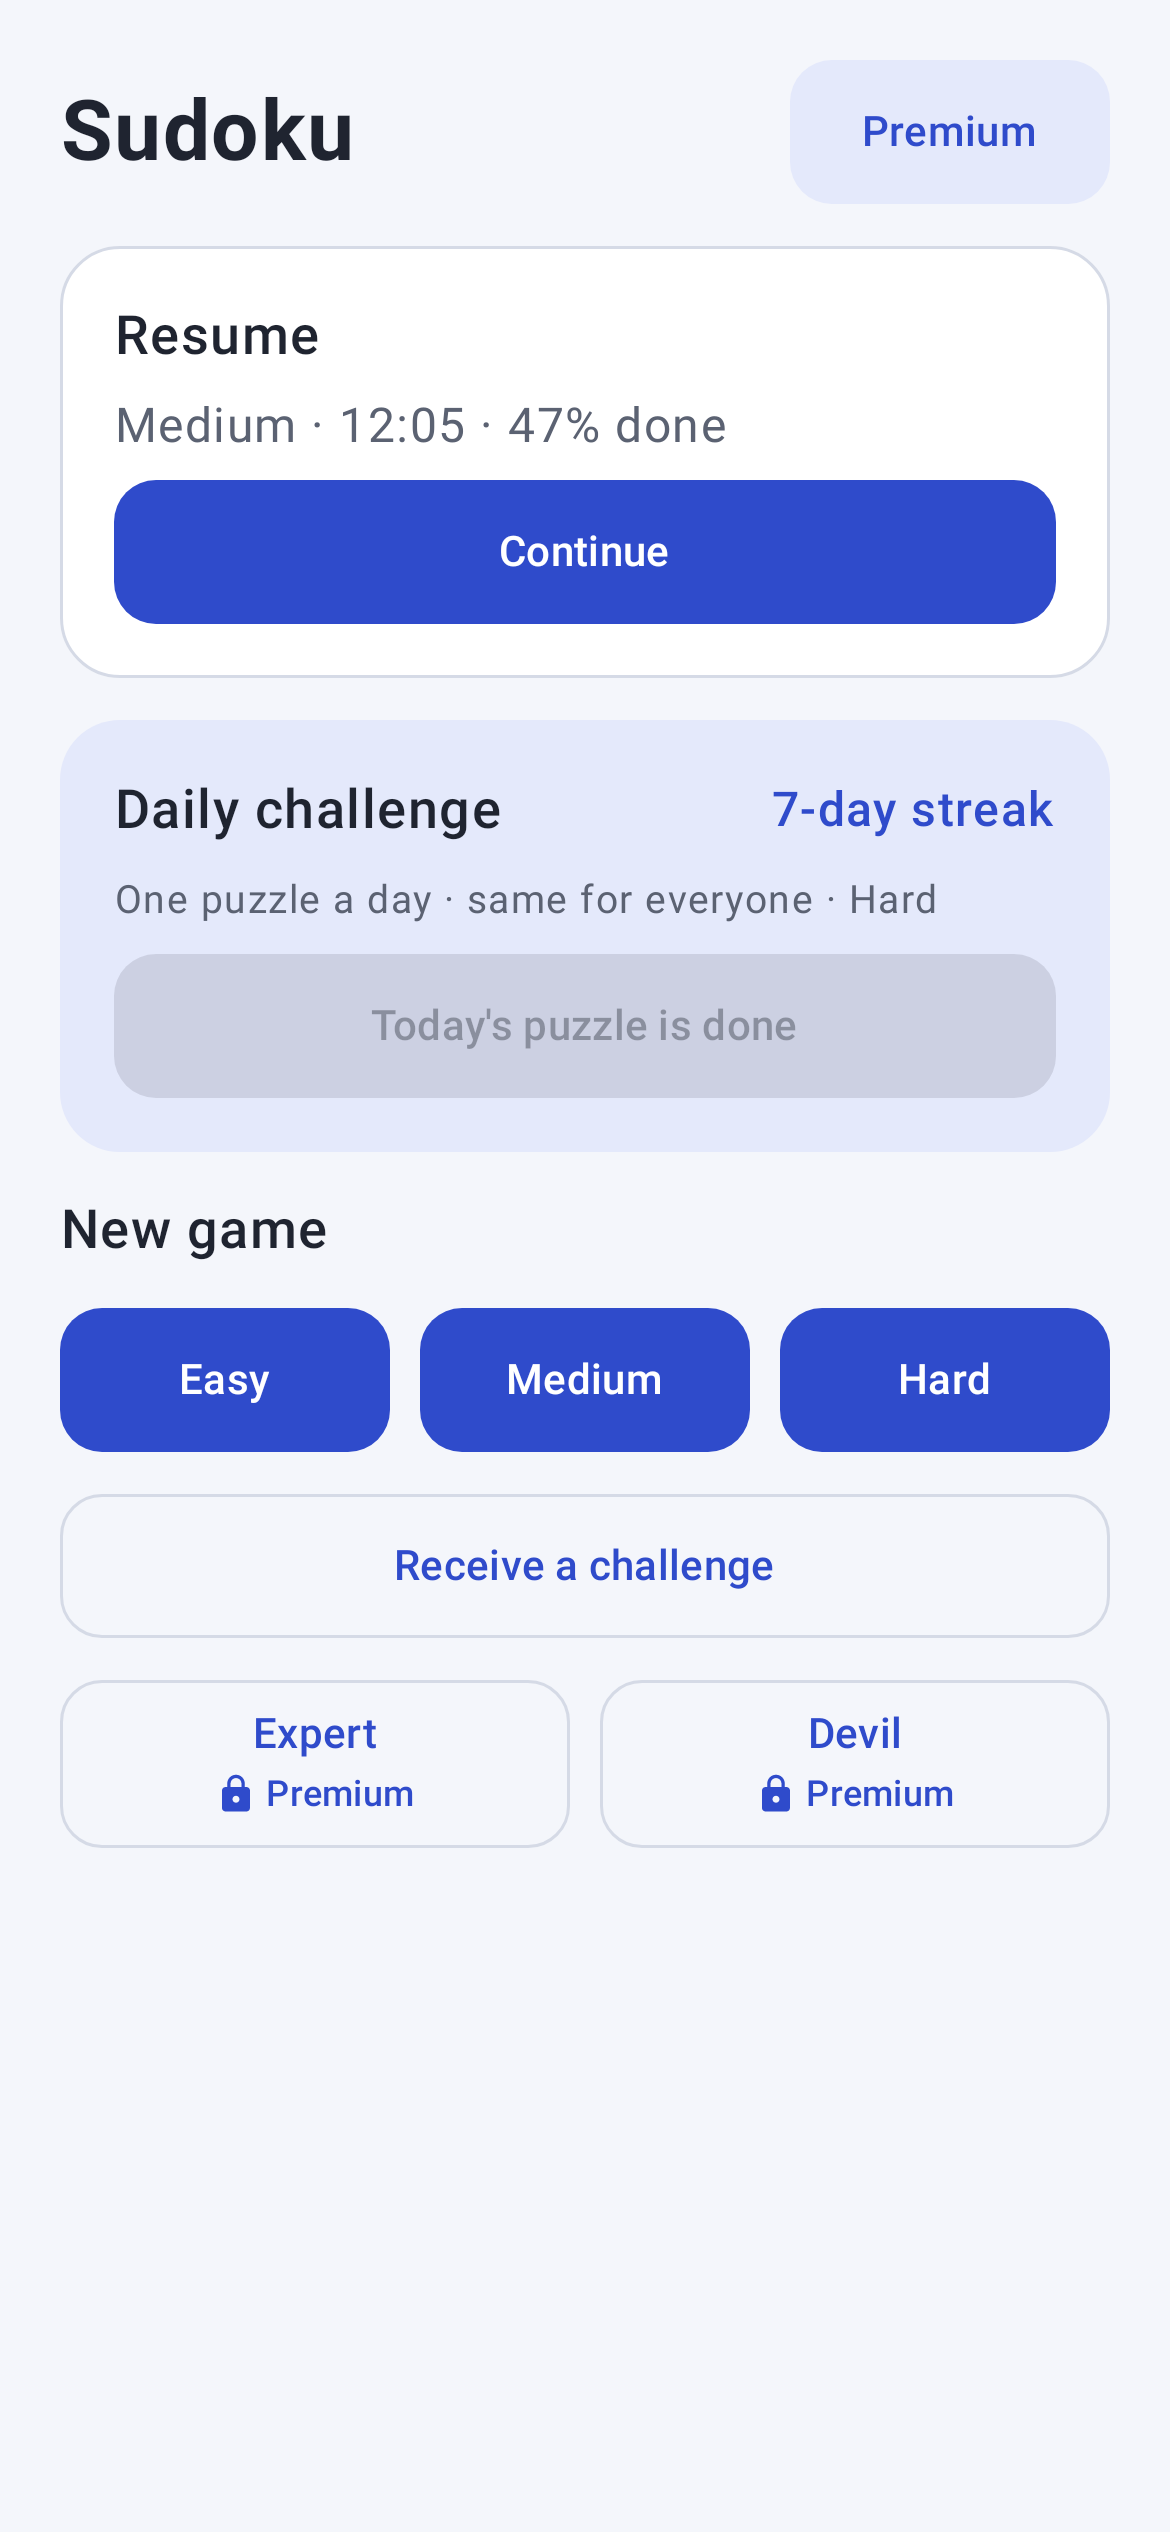 Sudoku
Premium
Resume
Medium · 12:05 · 47% done
Continue
Daily challenge
7-day streak
One puzzle a day · same for everyone · Hard
Today's puzzle is done
New game
Easy
Medium
Hard
Receive a challenge
Expert
Premium
Devil
Premium